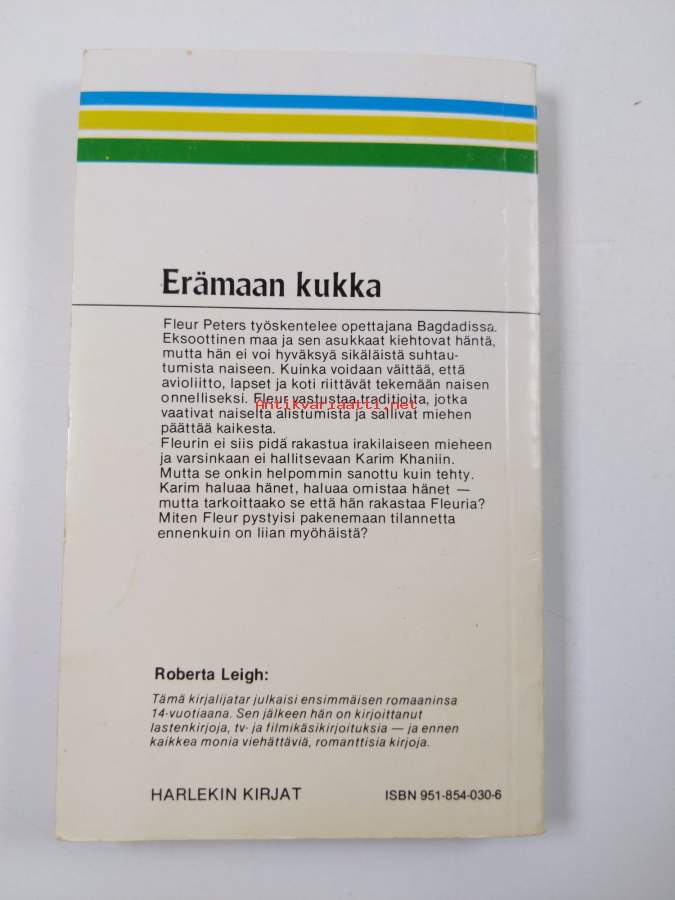 Erämaan kukka
Fleur Peters työskentelee opettajana Bagdadissa.
Eksoottinen maa ja sen asukkaat kiehtovat häntä,
mutta hän ei voi hyväksyä sikäläistä suhtau-
tumista naiseen. Kuinka voidaan väittää, että
avioliitto, lapset ja koti riittävät tekemään naisen
onnelliseksi. Fleur vastustaa traditioita, jotka
Antikvariaatti.net
vaativat naiselta alistumista ja sallivat miehen
päättää kaikesta.
Fleurin ei siis pidä rakastua irakilaiseen mieheen
ja varsinkaan ei hallitsevaan Karim Khaniin.
Mutta se onkin helpommin sanottu kuin tehty.
Karim haluaa hänet, haluaa omistaa hänet —
mutta tarkoittaako se että hän rakastaa Fleuria?
Miten Fleur pystyisi pakenemaan tilannetta
ennenkuin on liian myöhäistä?
Roberta Leigh:
Tämä kirjalijatar julkaisi ensimmäisen romaaninsa
14-vuotiaana. Sen jälkeen hän on kirjoittanut
lastenkirjoja, tv- ja filmikäsikirjoituksia — ja ennen
kaikkea monia viehättäviä, romanttisia kirjoja.
HARLEKIN KIRJAT
ISBN 951-854-030-6